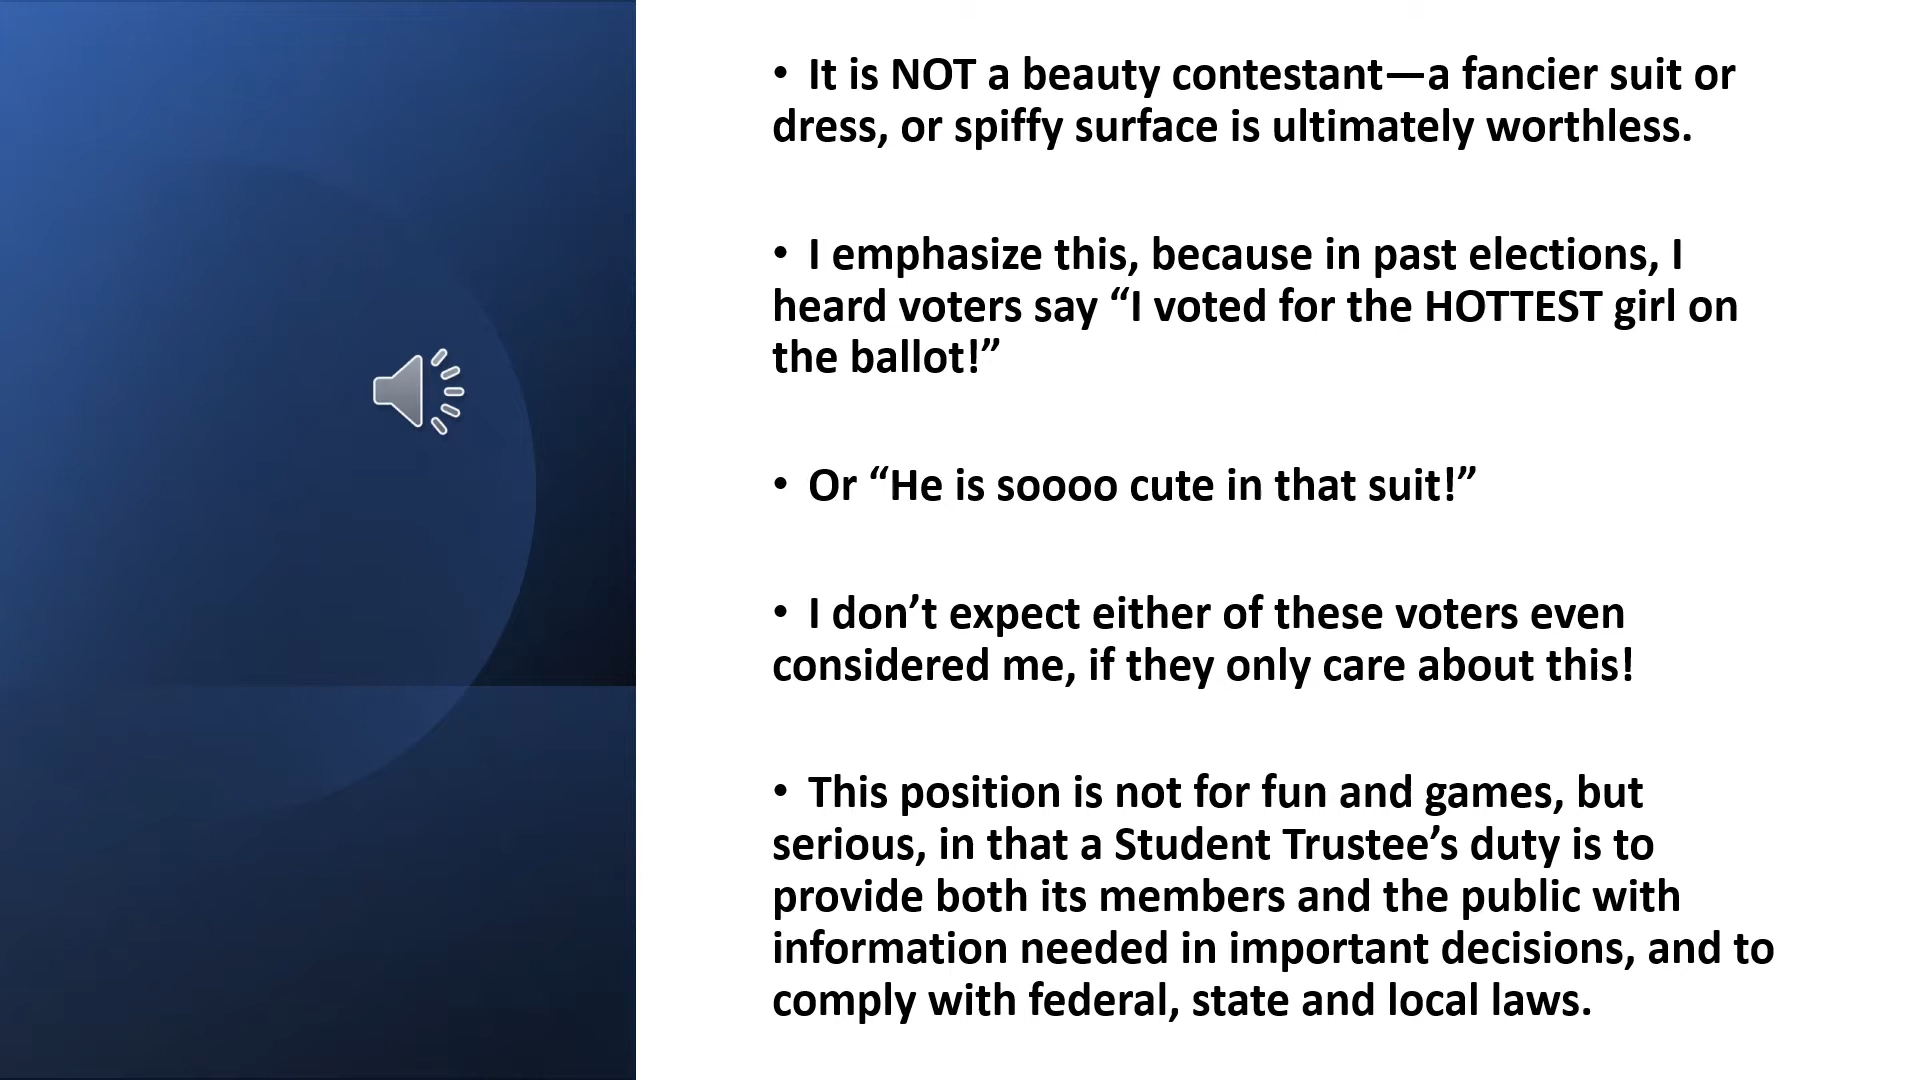 • It is NOT a beauty contestant—a fancier suit or
dress, or spiffy surface is ultimately worthless.
• I emphasize this, because in past elections, I
heard voters say “I voted for the HOTTEST girl on
the ballot!”
• Or “He is soooo cute in that suit!”
• I don’t expect either of these voters even
considered me, if they only care about this!
• This position is not for fun and games, but
serious, in that a Student Trustee’s duty is to
provide both its members and the public with
information needed in important decisions, and to
comply with federal, state and local laws.